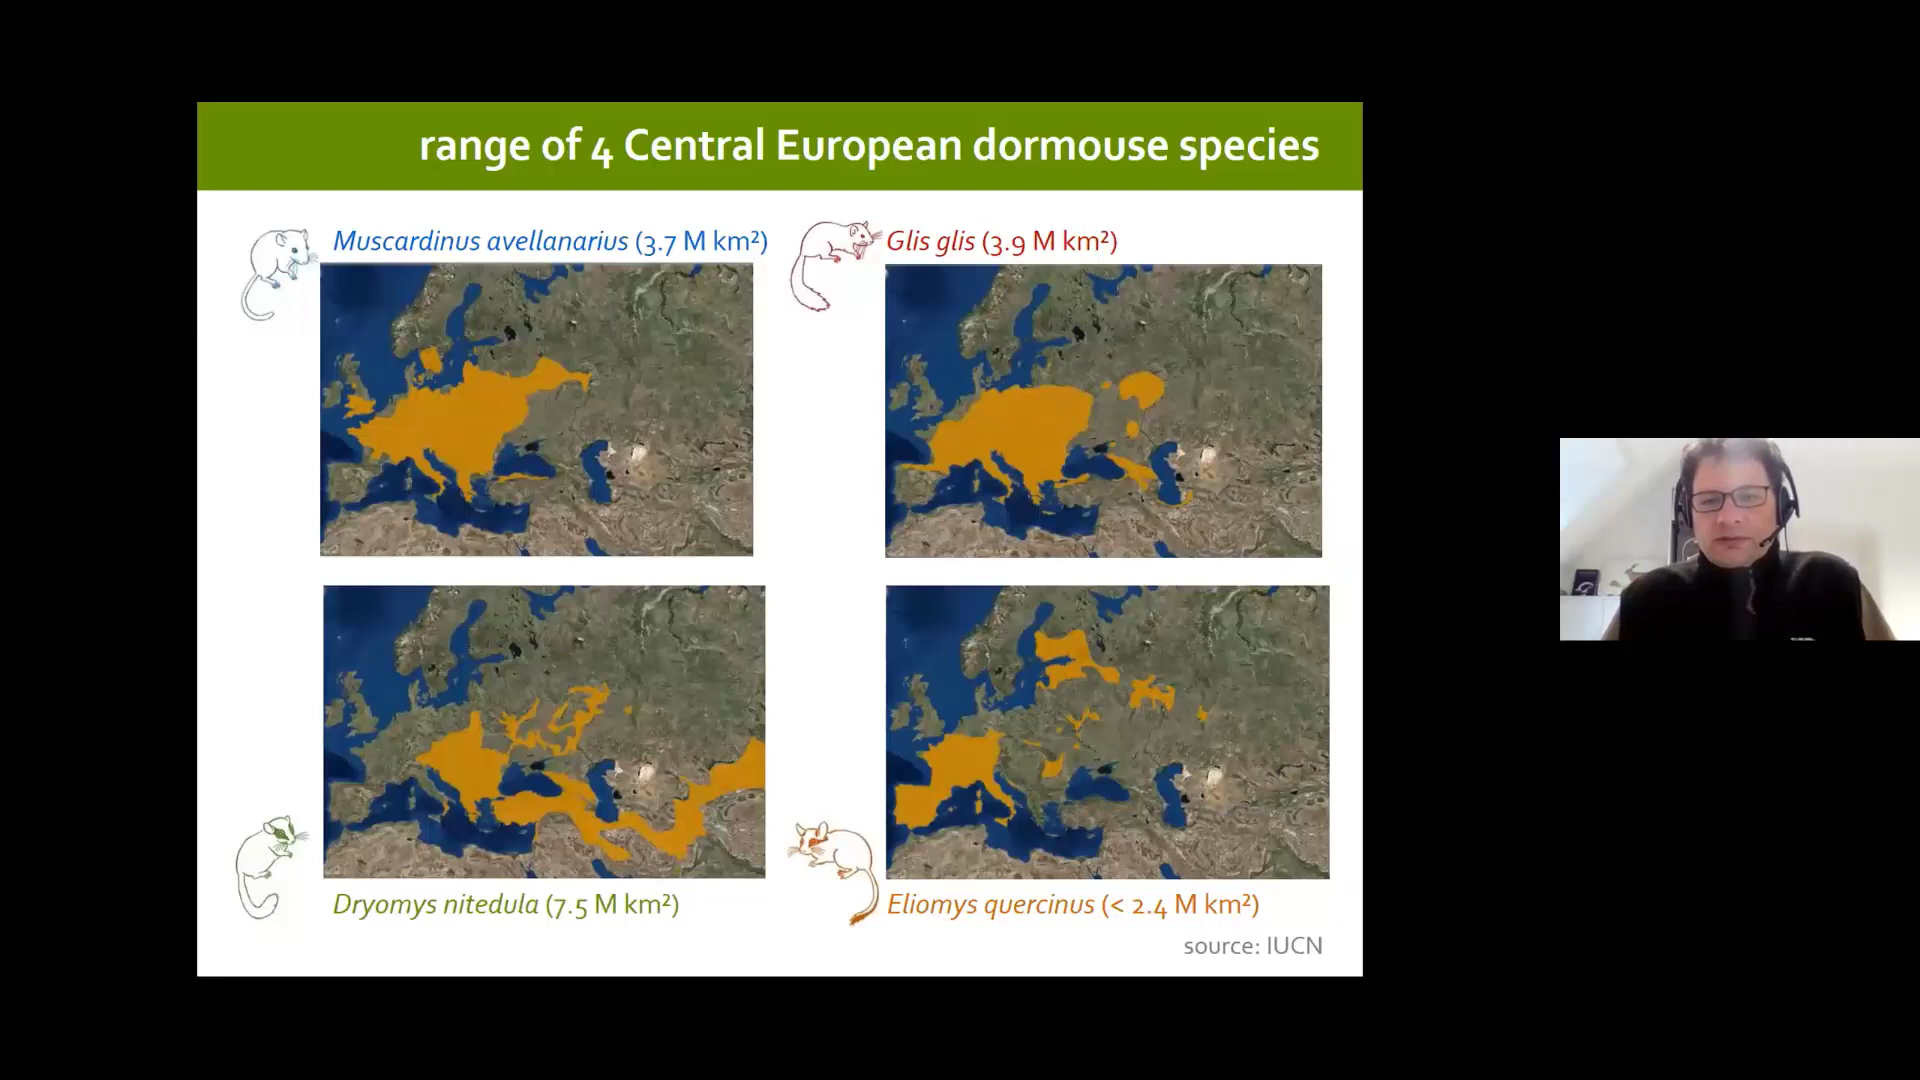 range of 4 Central European dormouse species
Muscardinus avellanarius (3.7 M km²)
Glis glis (3.9 M km²)
Dryomys nitedula (7.5 M km²)
Eliomys quercinus (< 2.4 M km²)
source: IUCN